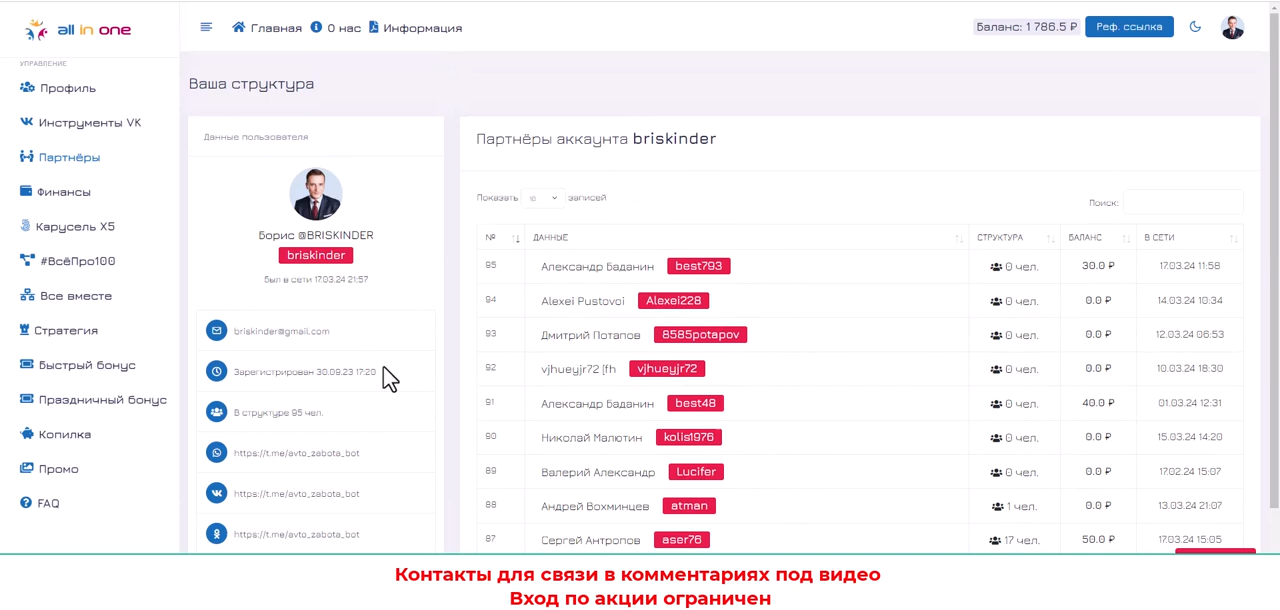 all in one
Главная О нас Информация
Баланс: 1 786.5 ₽ Реф. ссылка
УПРАВЛЕНИЕ
Профиль
Инструменты VK
Партнёры
Финансы
Карусель X5
#ВсёПро100
Все вместе
Стратегия
Быстрый бонус
Праздничный бонус
Копилка
Промо
FAQ
Ваша структура
Данные пользователя
Борис @BRISKINDER
briskinder
Был в сети 17.03.24 21:57
briskinder@gmail.com
Зарегистрирован 30.09.23 17:20
В структуре 95 чел.
https://t.me/avto_zabota_bot
https://t.me/avto_zabota_bot
https://t.me/avto_zabota_bot
Партнёры аккаунта briskinder
Показать 10 записей
Поиск:
№ ДАННЫЕ СТРУКТУРА БАЛАНС В СЕТИ
95 Александр Баданин best793 0 чел. 30.0 ₽ 17.03.24 11:58
94 Alexei Pustovoi Alexei228 0 чел. 0.0 ₽ 14.03.24 10:34
93 Дмитрий Потапов 8585potapov 0 чел. 0.0 ₽ 12.03.24 06:53
92 vjhueyjr72 [fh vjhueyjr72 0 чел. 0.0 ₽ 10.03.24 18:30
91 Александр Баданин best48 0 чел. 40.0 ₽ 01.03.24 12:31
90 Николай Малютин kolis1976 0 чел. 0.0 ₽ 15.03.24 14:20
89 Валерий Александр Lucifer 0 чел. 0.0 ₽ 17.02.24 15:07
88 Андрей Вохминцев atman 1 чел. 0.0 ₽ 13.03.24 21:07
87 Сергей Антропов aser76 17 чел. 50.0 ₽ 17.03.24 15:05
Контакты для связи в комментариях под видео
Вход по акции ограничен